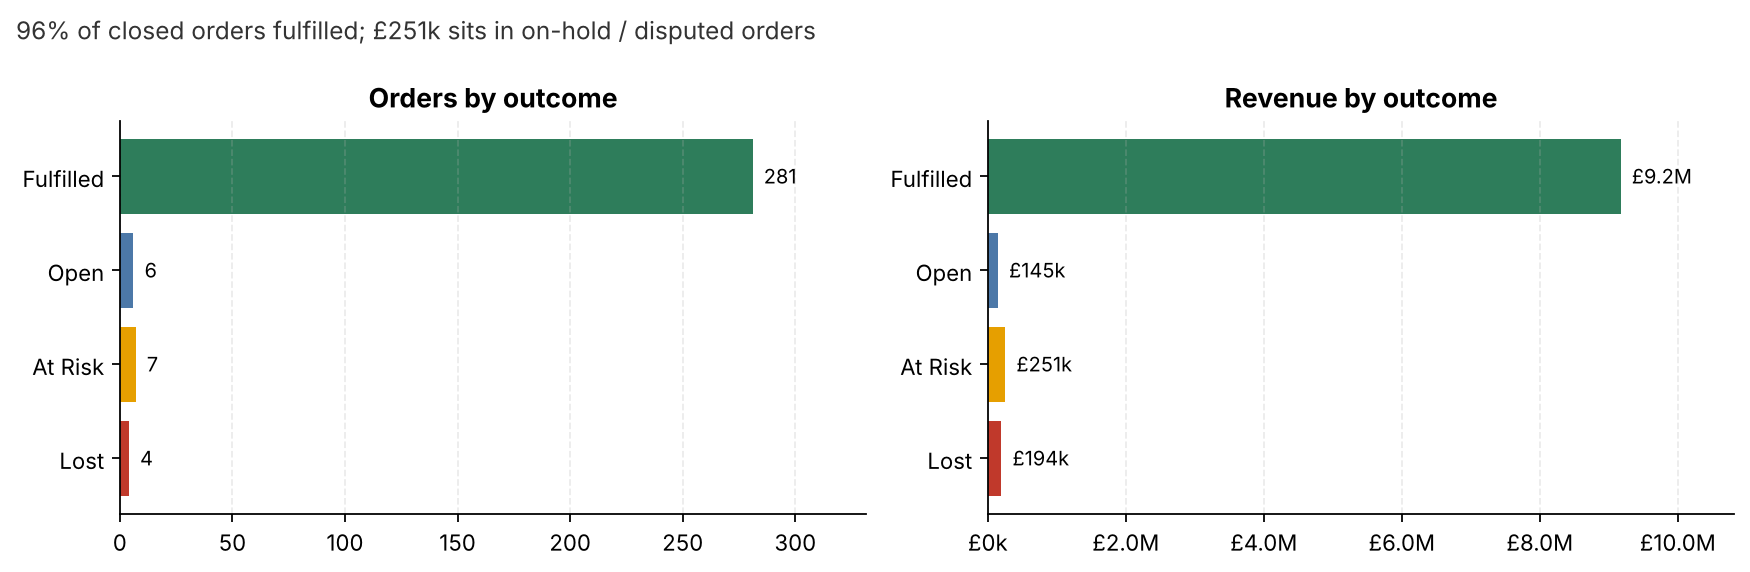 96% of closed orders fulfilled; £251k sits in on-hold / disputed orders
Orders by outcome
Fulfilled
281
Open
6
At Risk
7
Lost
4
0 50 100 150 200 250 300
Revenue by outcome
Fulfilled
£9.2M
Open
£145k
At Risk
£251k
Lost
£194k
£0k £2.0M £4.0M £6.0M £8.0M £10.0M